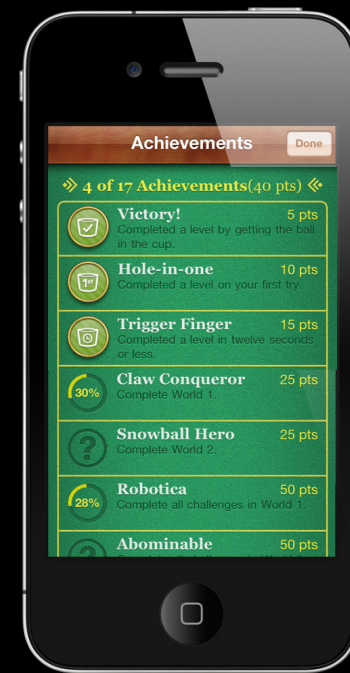 Achievements
Done
4 of 17 Achievements(40 pts)
Victory!
5 pts
Completed a level by getting the ball
in the cup.
1st
Hole-in-one
10 pts
Completed a level on your first try.
Trigger Finger
15 pts
Completed a level in twelve seconds
or less.
30%
Claw Conqueror
25 pts
Complete World 1.
?
Snowball Hero
25 pts
Complete World 2.
28%
Robotica
50 pts
Complete all challenges in World 1.
?
Abominable
50 pts